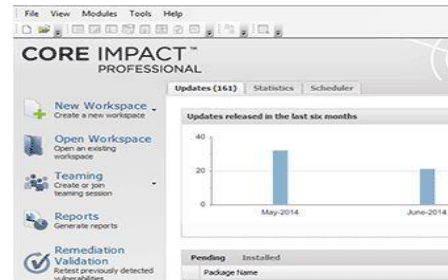 File View Modules Tools Help
CORE IMPACT™
PROFESSIONAL
Updates (161) Statistics Scheduler
New Workspace
Create a new workspace
Open Workspace
Open an existing
workspace
Teaming
Create or join
teaming session
Reports
Generate reports
Remediation
Validation
Retest previously detected
vulnerabilities
Updates released in the last six months
40
20
0
May-2014
June-2014
Pending Installed
Package Name